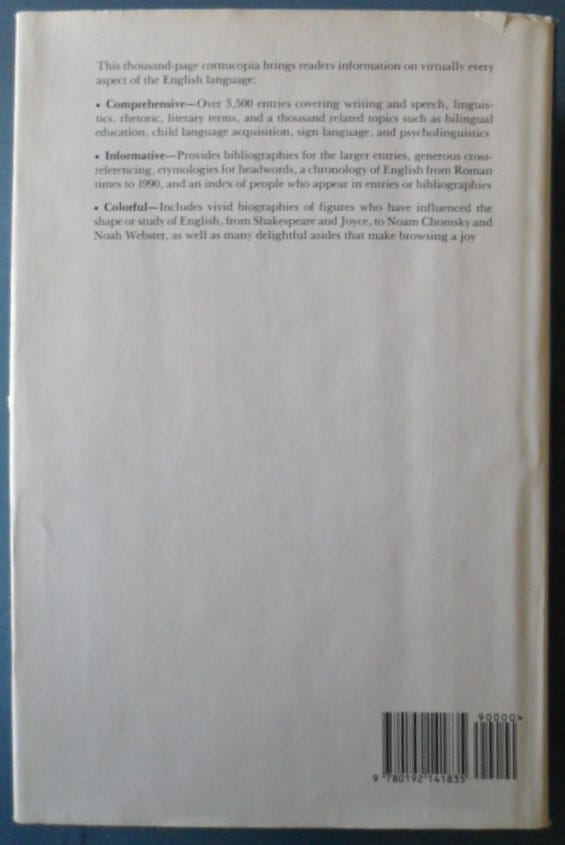 This thousand-page cornucopia brings readers information on virtually every
aspect of the English language:
• Comprehensive—Over 3,500 entries covering writing and speech, linguis-
tics, rhetoric, literary terms, and a thousand related topics such as bilingual
education, child language acquisition, sign language, and psycholinguistics
• Informative—Provides bibliographies for the larger entries, generous cross-
referencing, etymologies for headwords, a chronology of English from Roman
times to 1990, and an index of people who appear in entries or bibliographies
• Colorful—Includes vivid biographies of figures who have influenced the
shape or study of English, from Shakespeare and Joyce, to Noam Chomsky and
Noah Webster, as well as many delightful asides that make browsing a joy
90000>
9 780192 141835